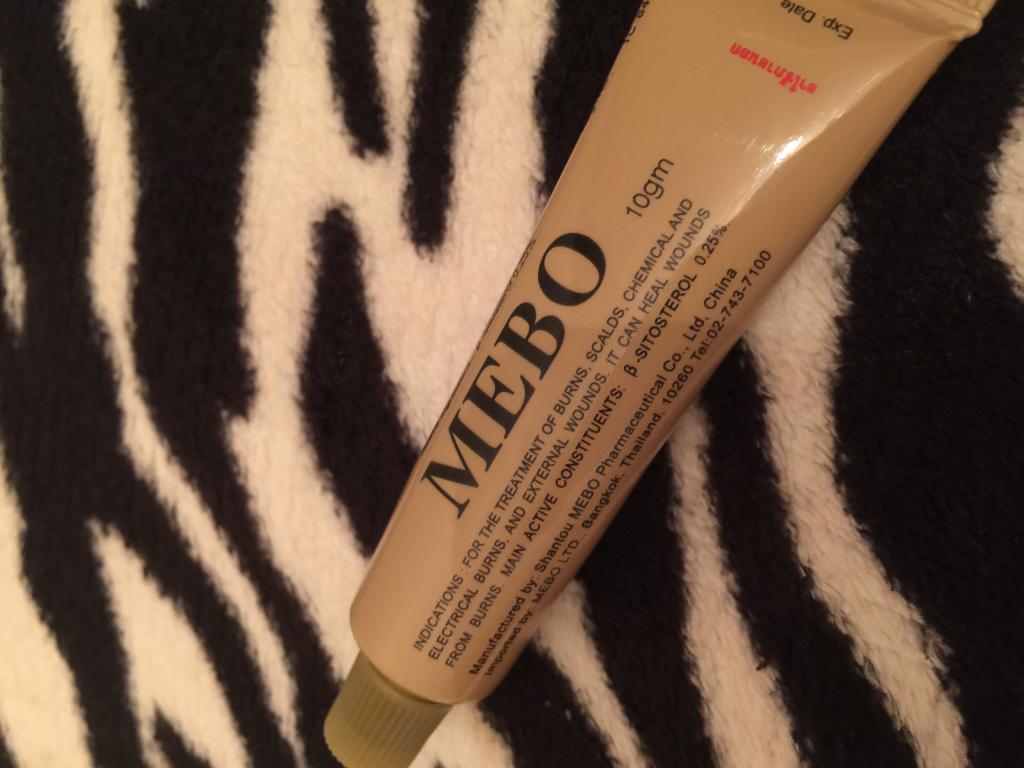 MEBO 10gm
INDICATIONS: FOR THE TREATMENT OF BURNS, SCALDS, CHEMICAL AND
ELECTRICAL BURNS, AND EXTERNAL WOUNDS. IT CAN HEAL WOUNDS
FROM BURNS. MAIN ACTIVE CONSTITUENTS: β-SITOSTEROL 0.25%.
Manufactured by: Shantou MEBO Pharmaceutical Co., Ltd, China
Imported by: MEBO LTD., Bangkok, Thailand. 10260 Tel:02-743-7100
Exp. Date